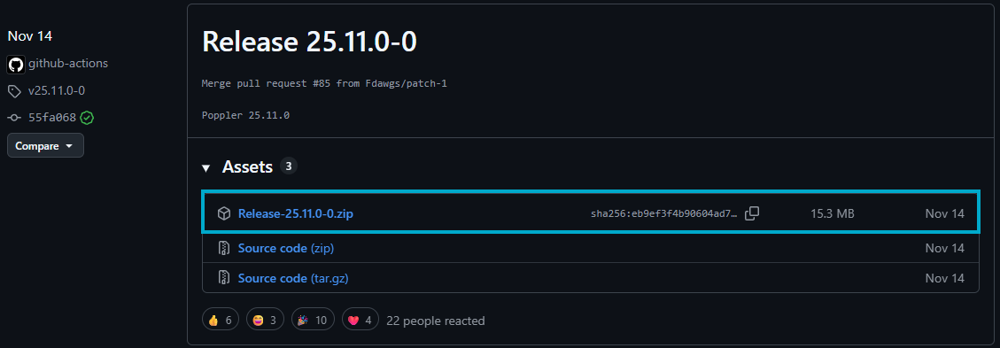 Nov 14
github-actions
v25.11.0-0
55fa068
Compare
Release 25.11.0-0
Merge pull request #85 from Fdawgs/patch-1
Poppler 25.11.0
Assets 3
Release-25.11.0-0.zip sha256:eb9ef3f4b90604ad7… 15.3 MB Nov 14
Source code (zip) Nov 14
Source code (tar.gz) Nov 14
👍 6 😄 3 🎉 10 ❤️ 4 22 people reacted